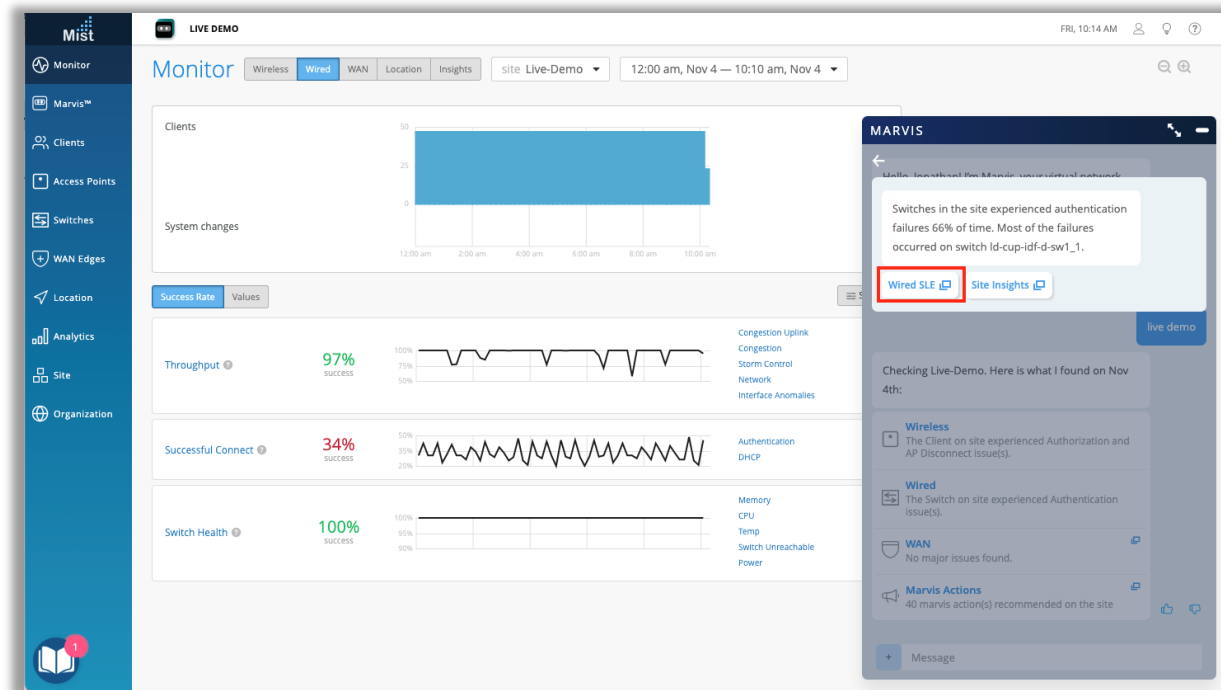 Mist
LIVE DEMO
FRI, 10:14 AM
Monitor
Marvis™
Clients
Access Points
Switches
WAN Edges
Location
Analytics
Site
Organization
1
Monitor
Wireless Wired WAN Location Insights
site Live-Demo
12:00 am, Nov 4 — 10:10 am, Nov 4
Clients
50
25
0
System changes
12:00 am 2:00 am 4:00 am 6:00 am 8:00 am 10:00 am
Success Rate Values
Throughput
97%
success
100%
75%
50%
Congestion Uplink
Congestion
Storm Control
Network
Interface Anomalies
Successful Connect
34%
success
50%
35%
20%
Authentication
DHCP
Switch Health
100%
success
100%
95%
90%
Memory
CPU
Temp
Switch Unreachable
Power
MARVIS
Hello, Jonathan! I'm Marvis, your virtual network
Switches in the site experienced authentication
failures 66% of time. Most of the failures
occurred on switch ld-cup-idf-d-sw1_1.
Wired SLE Site Insights
live demo
Checking Live-Demo. Here is what I found on Nov
4th:
Wireless
The Client on site experienced Authorization and
AP Disconnect issue(s).
Wired
The Switch on site experienced Authentication
issue(s).
WAN
No major issues found.
Marvis Actions
40 marvis action(s) recommended on the site
+ Message